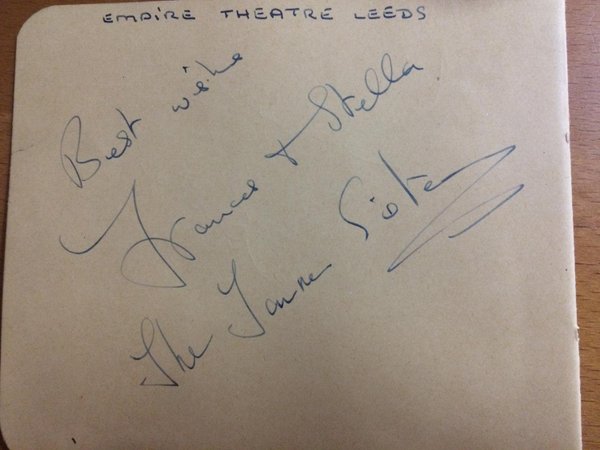 EMPIRE THEATRE LEEDS
Best wishes
Frances & Stella
The Tanner Sisters